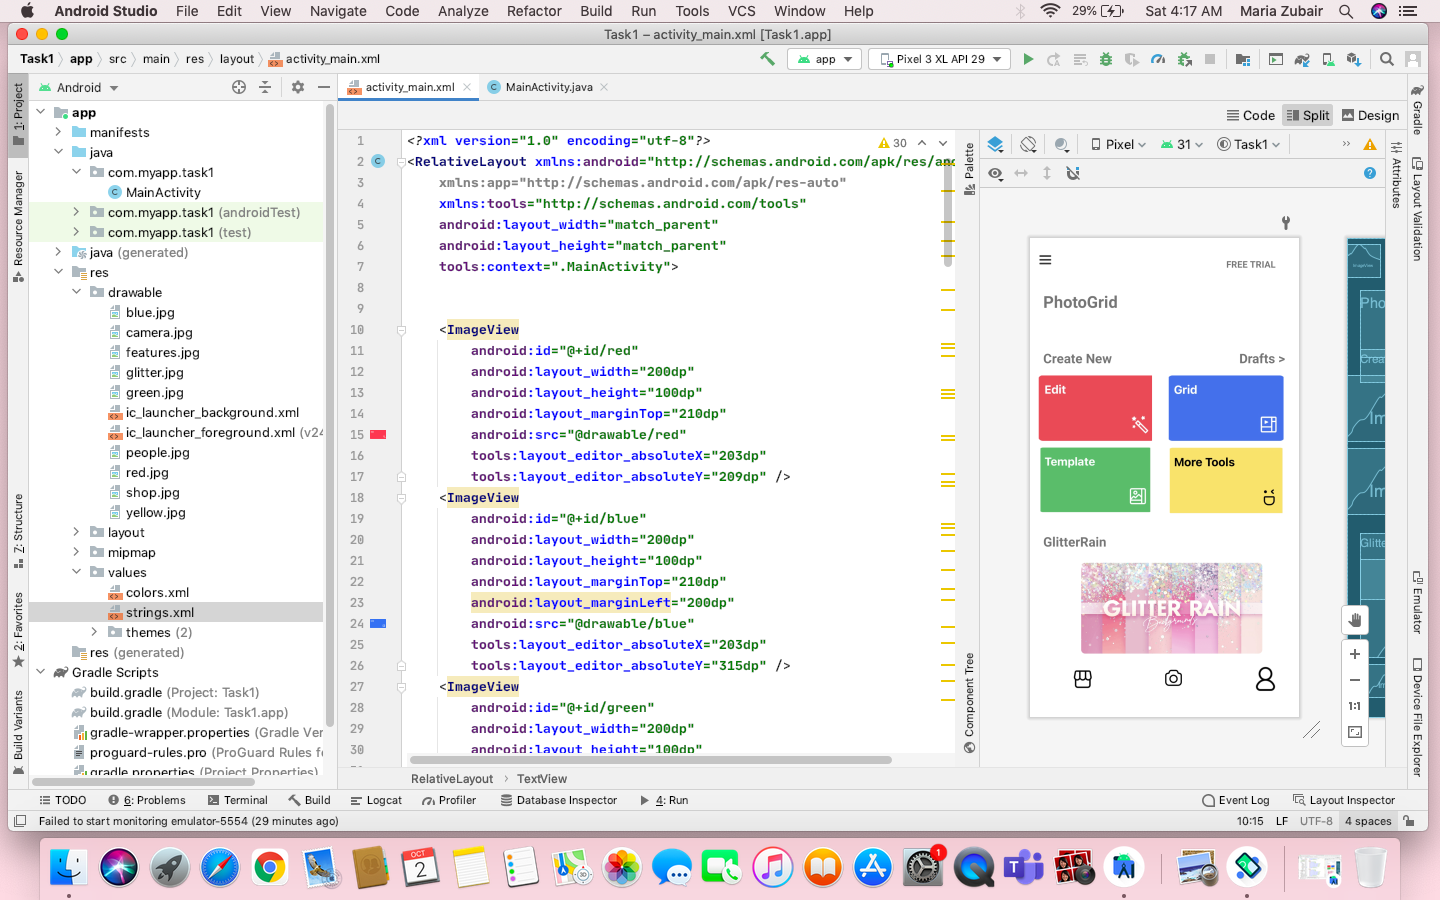 Android Studio File Edit View Navigate Code Analyze Refactor Build Run Tools VCS Window Help 29% Sat 4:17 AM Maria Zubair
Task1 – activity_main.xml [Task1.app]
Task1 app src main res layout activity_main.xml app Pixel 3 XL API 29
Android activity_main.xml MainActivity.java
Code Split Design
1: Project
Resource Manager
7: Structure
2: Favorites
Build Variants
app
manifests
java
com.myapp.task1
MainActivity
com.myapp.task1 (androidTest)
com.myapp.task1 (test)
java (generated)
res
drawable
blue.jpg
camera.jpg
features.jpg
glitter.jpg
green.jpg
ic_launcher_background.xml
ic_launcher_foreground.xml (v24
people.jpg
red.jpg
shop.jpg
yellow.jpg
layout
mipmap
values
colors.xml
strings.xml
themes (2)
res (generated)
Gradle Scripts
build.gradle (Project: Task1)
build.gradle (Module: Task1.app)
gradle-wrapper.properties (Gradle Ver
proguard-rules.pro (ProGuard Rules fo
gradle.properties (Project Properties)
30
1 <?xml version="1.0" encoding="utf-8"?>
2 <RelativeLayout xmlns:android="http://schemas.android.com/apk/res/and
3 xmlns:app="http://schemas.android.com/apk/res-auto"
4 xmlns:tools="http://schemas.android.com/tools"
5 android:layout_width="match_parent"
6 android:layout_height="match_parent"
7 tools:context=".MainActivity">
8
9
10 <ImageView
11 android:id="@+id/red"
12 android:layout_width="200dp"
13 android:layout_height="100dp"
14 android:layout_marginTop="210dp"
15 android:src="@drawable/red"
16 tools:layout_editor_absoluteX="203dp"
17 tools:layout_editor_absoluteY="209dp" />
18 <ImageView
19 android:id="@+id/blue"
20 android:layout_width="200dp"
21 android:layout_height="100dp"
22 android:layout_marginTop="210dp"
23 android:layout_marginLeft="200dp"
24 android:src="@drawable/blue"
25 tools:layout_editor_absoluteX="203dp"
26 tools:layout_editor_absoluteY="315dp" />
27 <ImageView
28 android:id="@+id/green"
29 android:layout_width="200dp"
30 android:layout_height="100dp"
RelativeLayout TextView
Palette
Component Tree
Pixel 31 Task1
FREE TRIAL
PhotoGrid
Create New Drafts >
Edit Grid
Template More Tools
GlitterRain
GLITTER RAIN
Backgrounds
Pho
Crea
Im
Im
Glitte
1:1
Gradle
Attributes
Layout Validation
Emulator
Device File Explorer
TODO 6: Problems Terminal Build Logcat Profiler Database Inspector 4: Run Event Log Layout Inspector
Failed to start monitoring emulator-5554 (29 minutes ago) 10:15 LF UTF-8 4 spaces
OCT
2
1